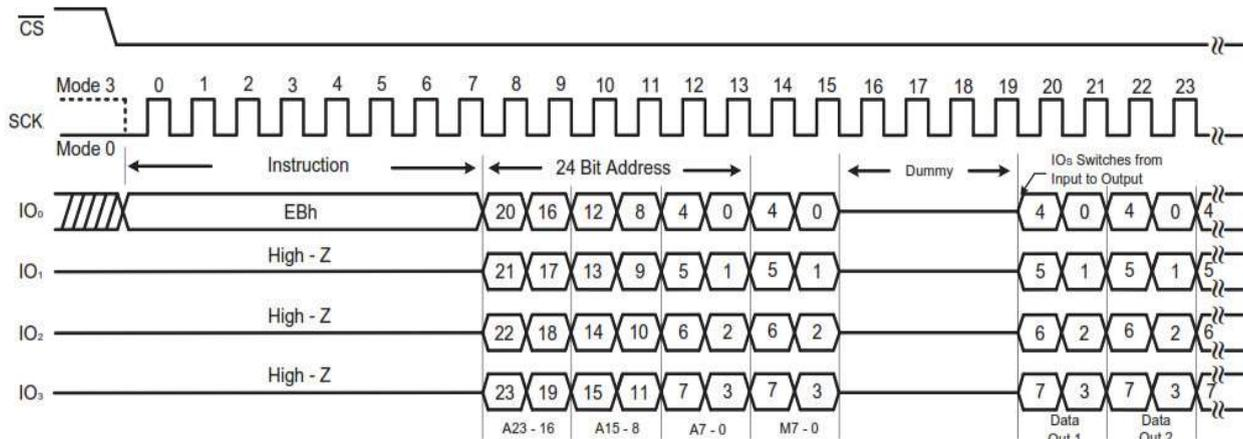 CS
Mode 3 0 1 2 3 4 5 6 7 8 9 10 11 12 13 14 15 16 17 18 19 20 21 22 23
SCK
Mode 0
Instruction 24 Bit Address Dummy IOs Switches from
Input to Output
IO₀ EBh 20 16 12 8 4 0 4 0 4 0 4 0 4
High - Z
IO₁ 21 17 13 9 5 1 5 1 5 1 5 1 5
High - Z
IO₂ 22 18 14 10 6 2 6 2 6 2 6 2 6
High - Z
IO₃ 23 19 15 11 7 3 7 3 7 3 7 3 7
A23 - 16 A15 - 8 A7 - 0 M7 - 0 Data Data
Out 1 Out 2